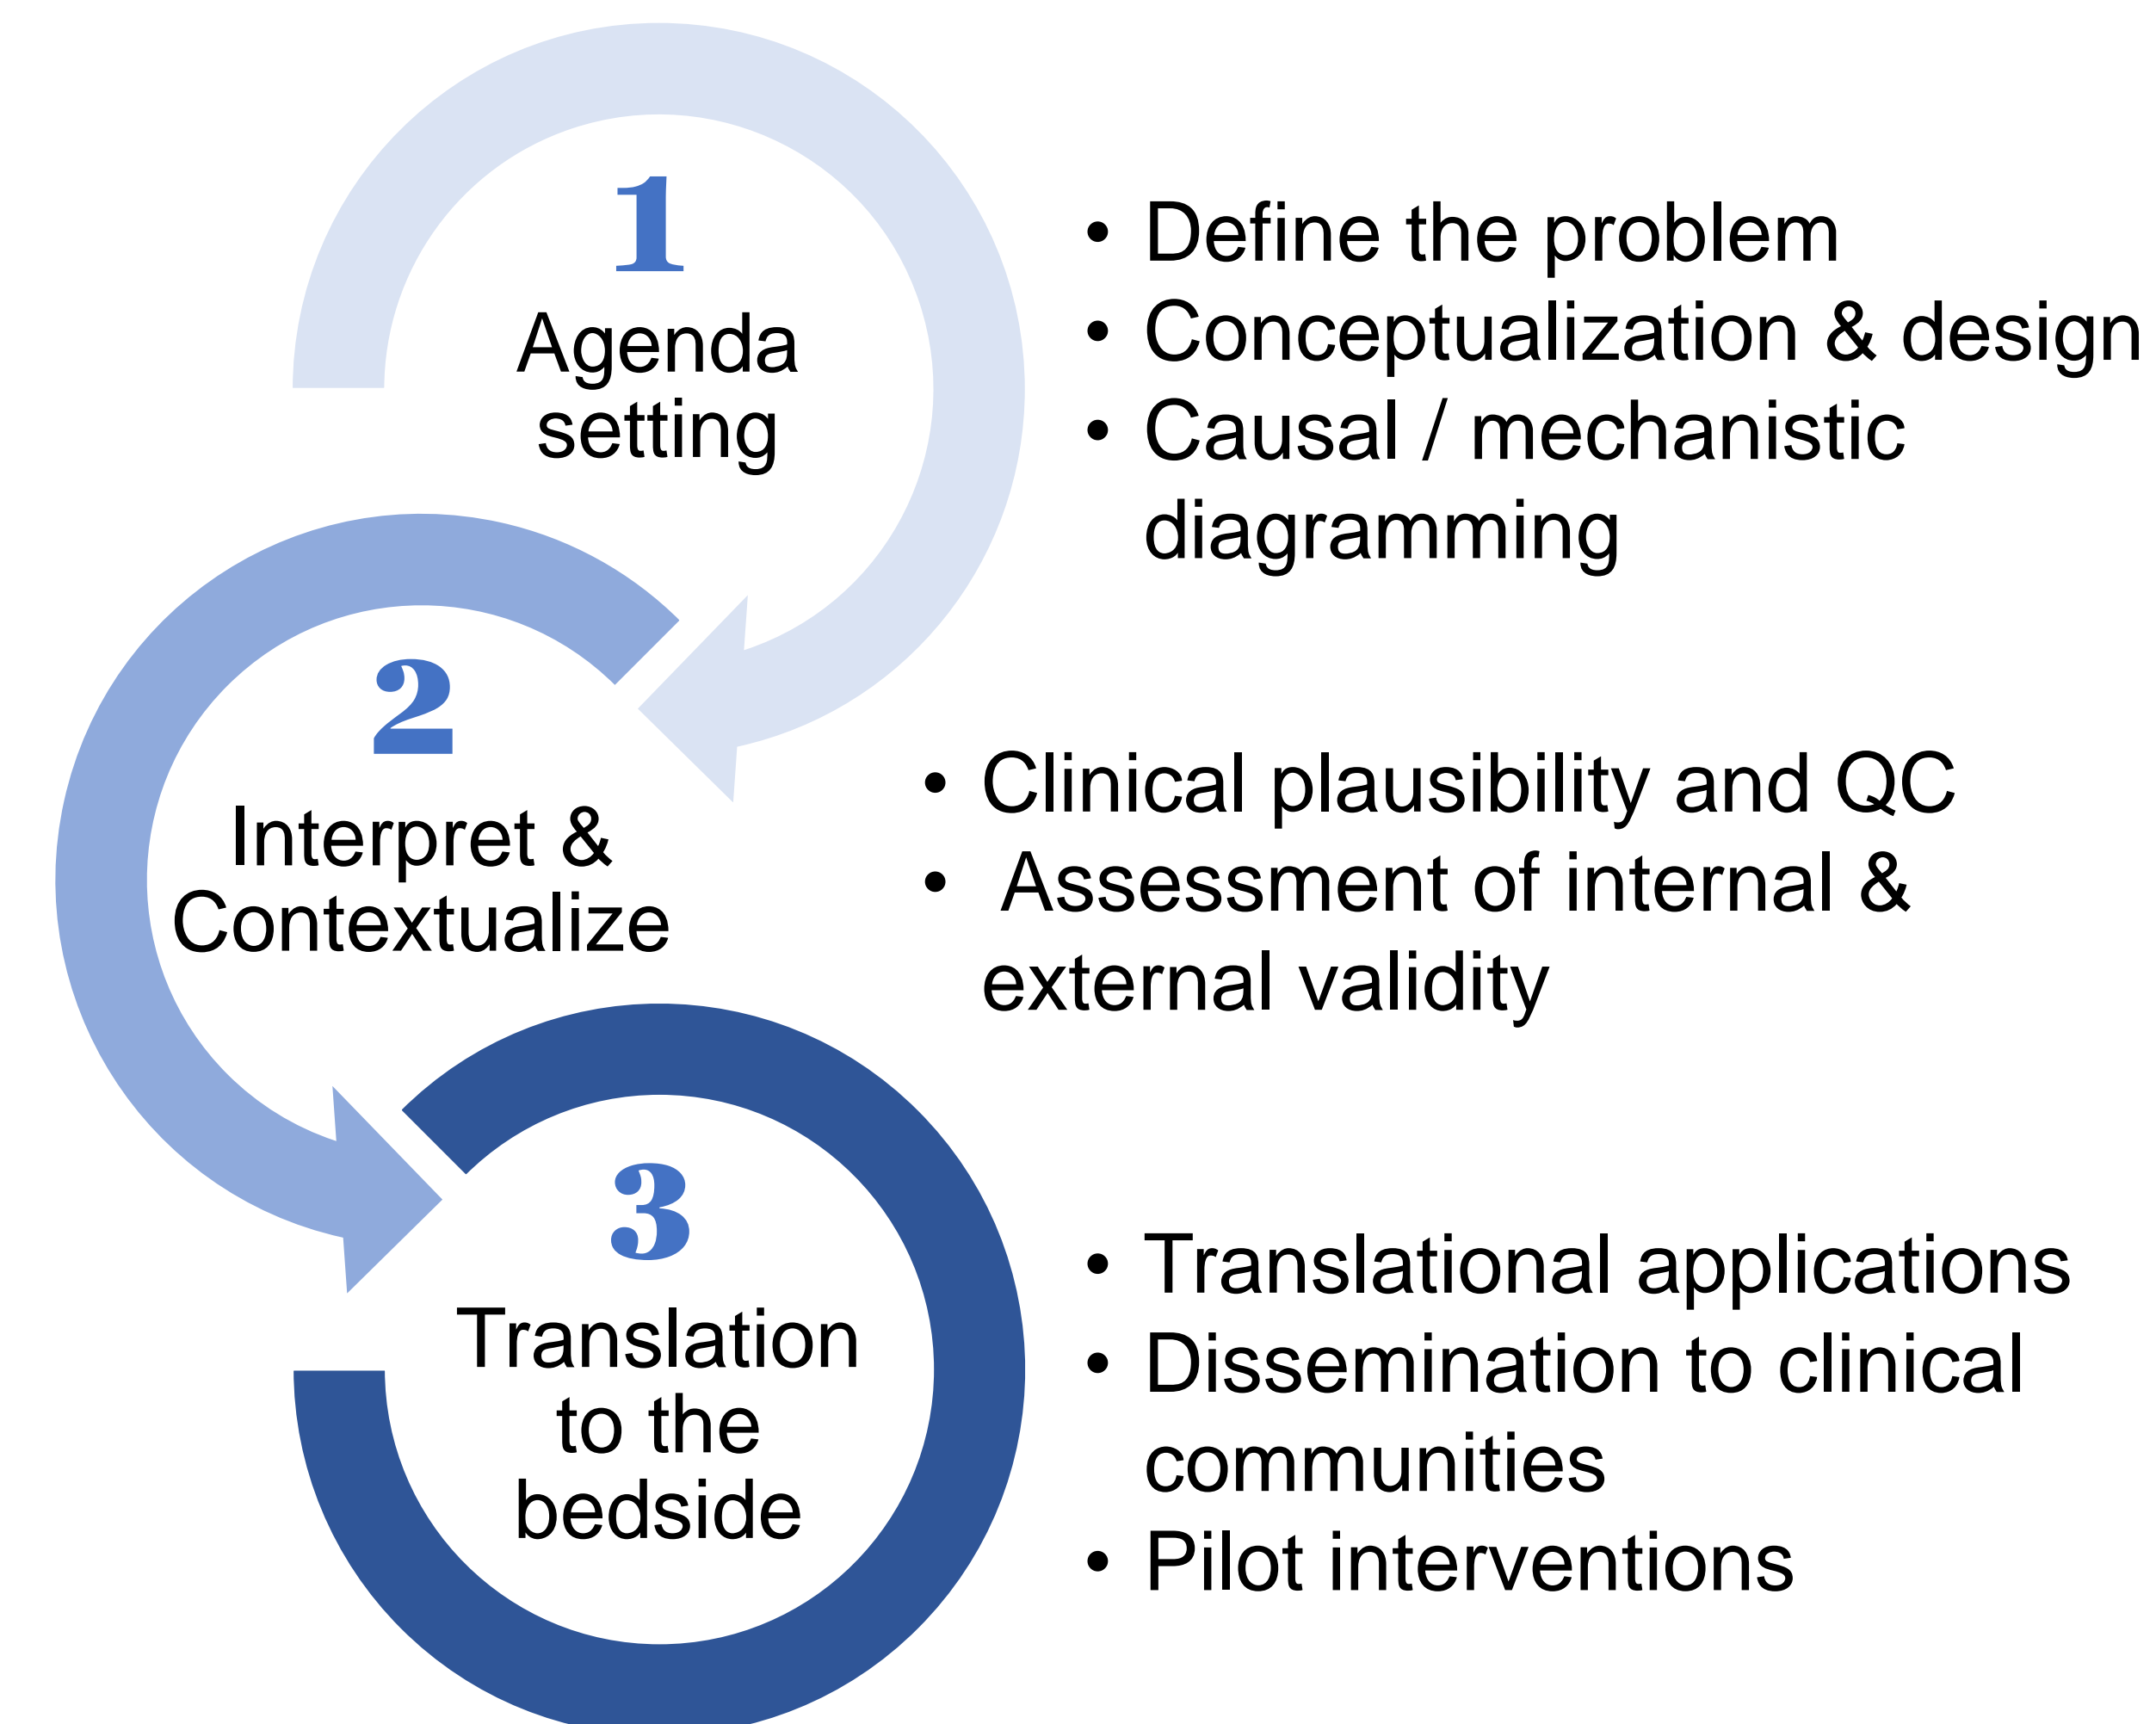 1
Agenda
setting
• Define the problem
• Conceptualization & design
• Causal / mechanistic
diagramming
2
Interpret &
Contextualize
• Clinical plausibility and QC
• Assessment of internal &
external validity
3
Translation
to the
bedside
• Translational applications
• Dissemination to clinical
communities
• Pilot interventions